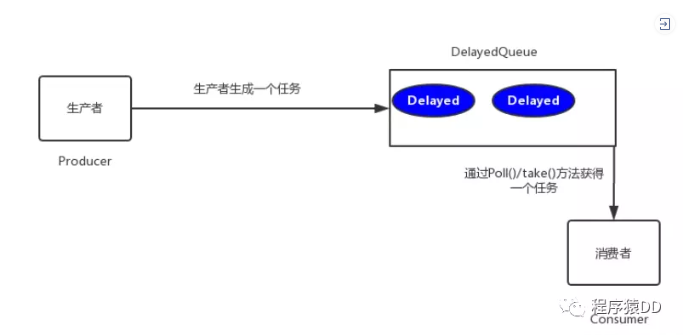 DelayedQueue
生产者生成一个任务
Delayed
Delayed
生产者
Producer
通过Poll()/take()方法获得
一个任务
消费者
程序猿DD
Consumer